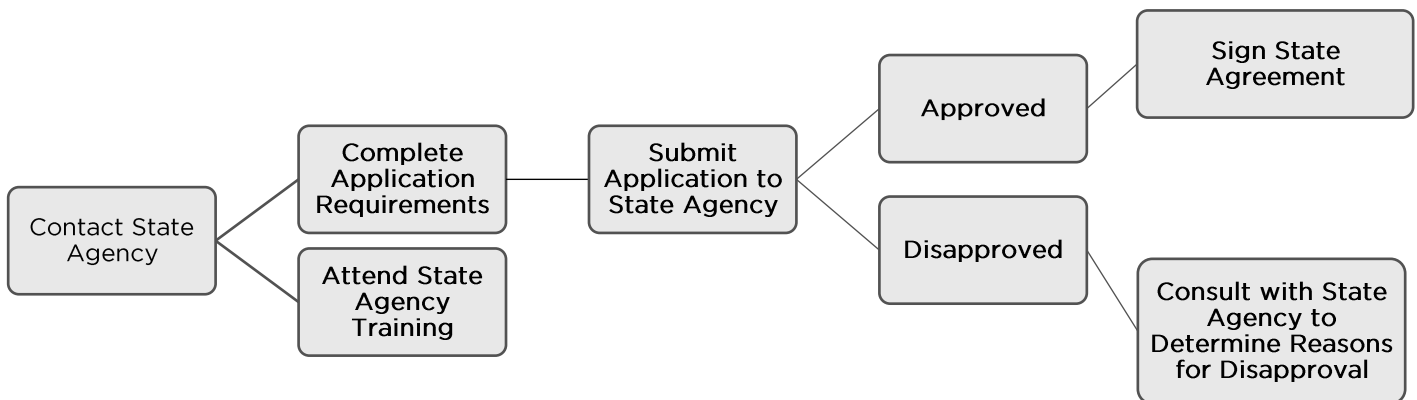 Contact State
Agency
Complete
Application
Requirements
Attend State
Agency
Training
Submit
Application to
State Agency
Approved
Disapproved
Sign State
Agreement
Consult with State
Agency to
Determine Reasons
for Disapproval